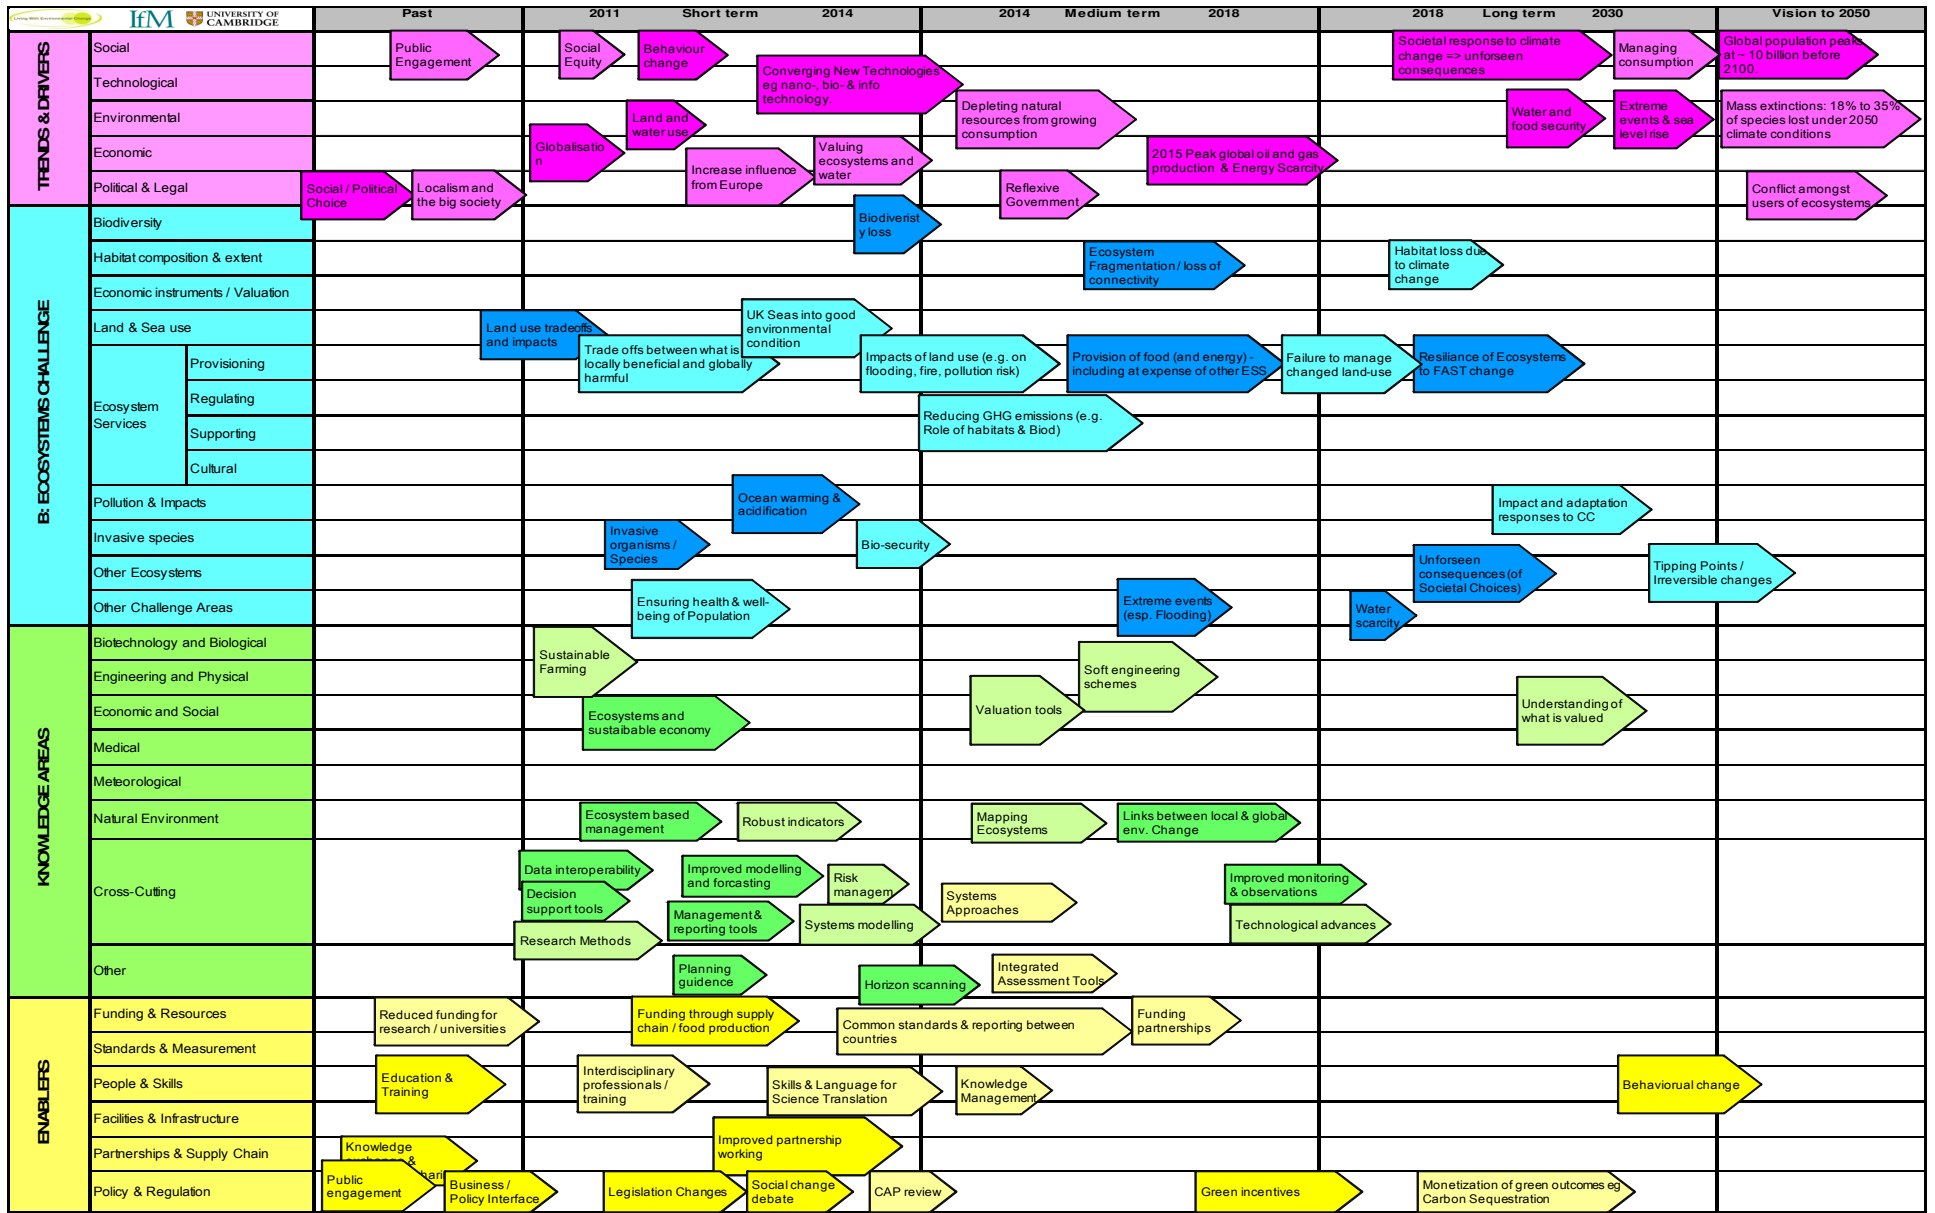 Living With Environmental Change
IfM
UNIVERSITY OF
CAMBRIDGE
Past
2011 Short term 2014
2014 Medium term 2018
2018 Long term 2030
Vision to 2050
TRENDS & DRIVERS
Social
Technological
Environmental
Economic
Political & Legal
Public
Engagement
Social
Equity
Behaviour
change
Converging New Technologies
eg nano-, bio- & info
technology.
Societal response to climate
change => unforseen
consequences
Managing
consumption
Global population peaks
at ~ 10 billion before
2100.
Land and
water use
Depleting natural
resources from growing
consumption
Water and
food security
Extreme
events & sea
level rise
Mass extinctions: 18% to 35%
of species lost under 2050
climate conditions
Globalisatio
n
Increase influence
from Europe
Valuing
ecosystems and
water
2015 Peak global oil and gas
production & Energy Scarcity
Social / Political
Choice
Localism and
the big society
Reflexive
Government
Conflict amongst
users of ecosystems
B: ECOSYSTEMS CHALLENGE
Biodiversity
Habitat composition & extent
Economic instruments / Valuation
Land & Sea use
Ecosystem
Services
Provisioning
Regulating
Supporting
Cultural
Pollution & Impacts
Invasive species
Other Ecosystems
Other Challenge Areas
Biodiverist
y loss
Ecosystem
Fragmentation / loss of
connectivity
Habitat loss due
to climate
change
Land use tradeoffs
and impacts
UK Seas into good
environmental
condition
Trade offs between what is
locally beneficial and globally
harmful
Impacts of land use (e.g. on
flooding, fire, pollution risk)
Provision of food (and energy) -
including at expense of other ESS
Failure to manage
changed land-use
Resiliance of Ecosystems
to FAST change
Reducing GHG emissions (e.g.
Role of habitats & Biod)
Ocean warming &
acidification
Impact and adaptation
responses to CC
Invasive
organisms /
Species
Bio-security
Unforseen
consequences (of
Societal Choices)
Tipping Points /
Irreversible changes
Ensuring health & well-
being of Population
Extreme events
(esp. Flooding)
Water
scarcity
KNOWLEDGE AREAS
Biotechnology and Biological
Engineering and Physical
Economic and Social
Medical
Meteorological
Natural Environment
Cross-Cutting
Other
Sustainable
Farming
Soft engineering
schemes
Ecosystems and
sustaibable economy
Valuation tools
Understanding of
what is valued
Ecosystem based
management
Robust indicators
Mapping
Ecosystems
Links between local & global
env. Change
Data interoperability
Improved modelling
and forcasting
Risk
managem
Improved monitoring
& observations
Decision
support tools
Management &
reporting tools
Systems modelling
Systems
Approaches
Technological advances
Research Methods
Planning
guidence
Horizon scanning
Integrated
Assessment Tools
ENABLERS
Funding & Resources
Standards & Measurement
People & Skills
Facilities & Infrastructure
Partnerships & Supply Chain
Policy & Regulation
Reduced funding for
research / universities
Funding through supply
chain / food production
Common standards & reporting between
countries
Funding
partnerships
Education &
Training
Interdisciplinary
professionals /
training
Skills & Language for
Science Translation
Knowledge
Management
Behaviorual change
Improved partnership
working
Knowledge
&
Public
engagement
Business /
Policy Interface
Legislation Changes
Social change
debate
CAP review
Green incentives
Monetization of green outcomes eg
Carbon Sequestration